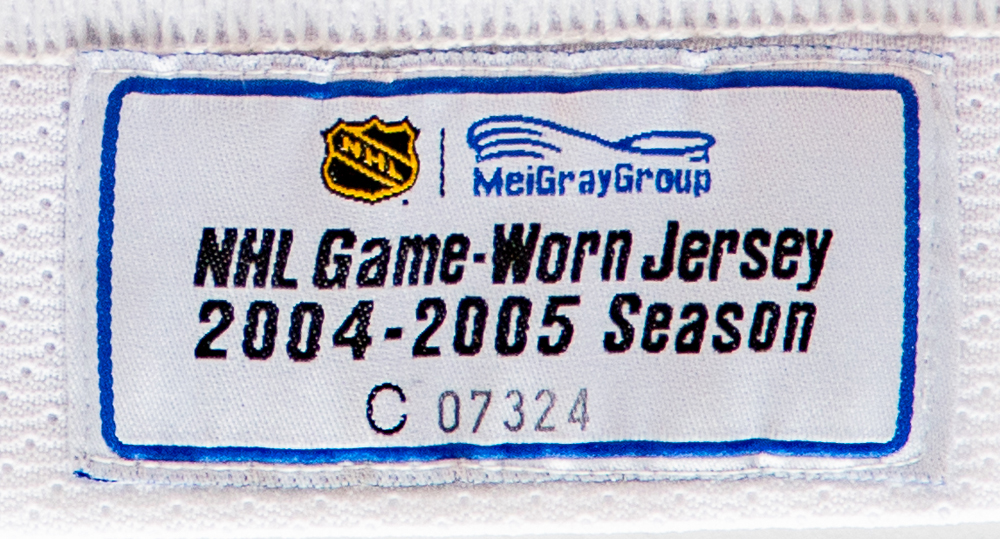 NHL MeiGrayGroup
NHL Game-Worn Jersey
2004-2005 Season
C 07324